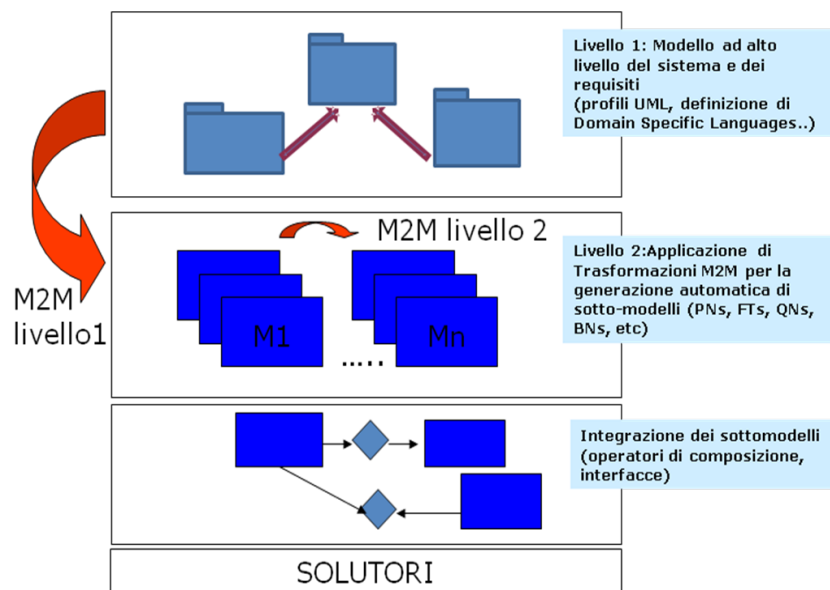 Livello 1: Modello ad alto
livello del sistema e dei
requisiti
(profili UML, definizione di
Domain Specific Languages..)
M2M livello 2
M2M
livello1
M1
.....
Mn
Livello 2:Applicazione di
Trasformazioni M2M per la
generazione automatica di
sotto-modelli (PNs, FTs, QNs,
BNs, etc)
Integrazione dei sottomodelli
(operatori di composizione,
interfacce)
SOLUTORI